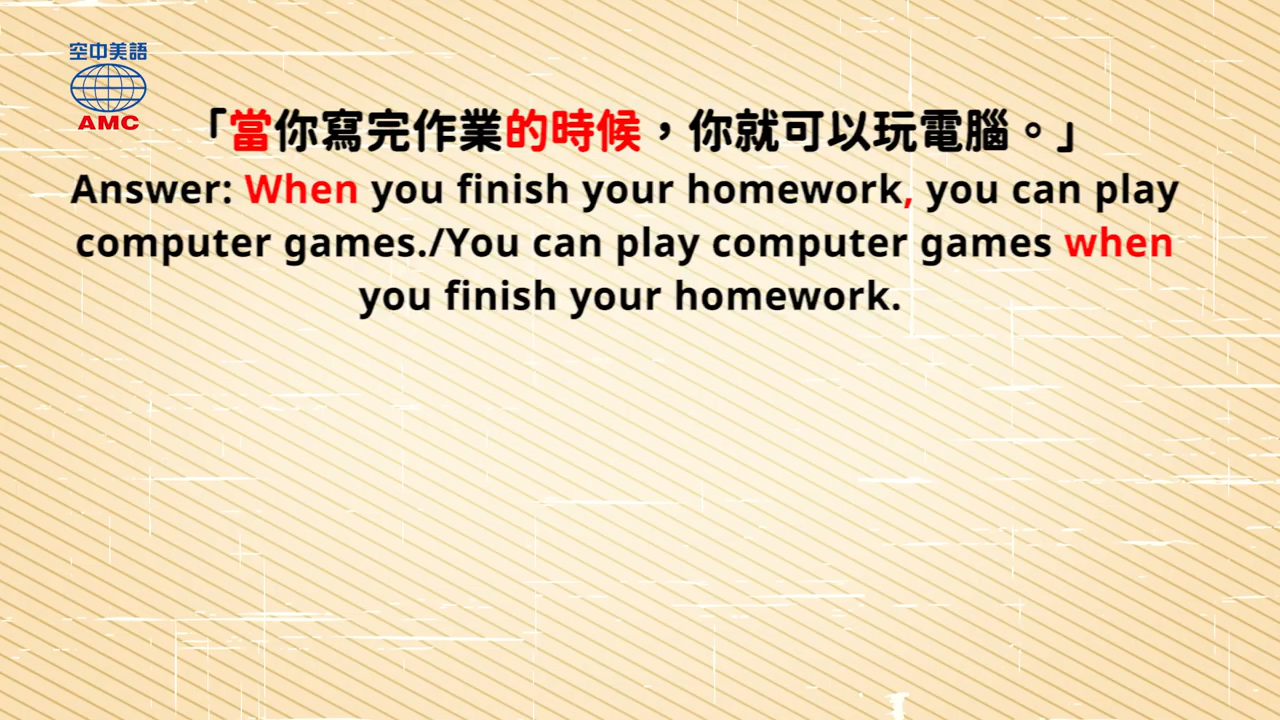 空中美語
AMC
「當你寫完作業的時候，你就可以玩電腦。」
Answer: When you finish your homework, you can play
computer games./You can play computer games when
you finish your homework.